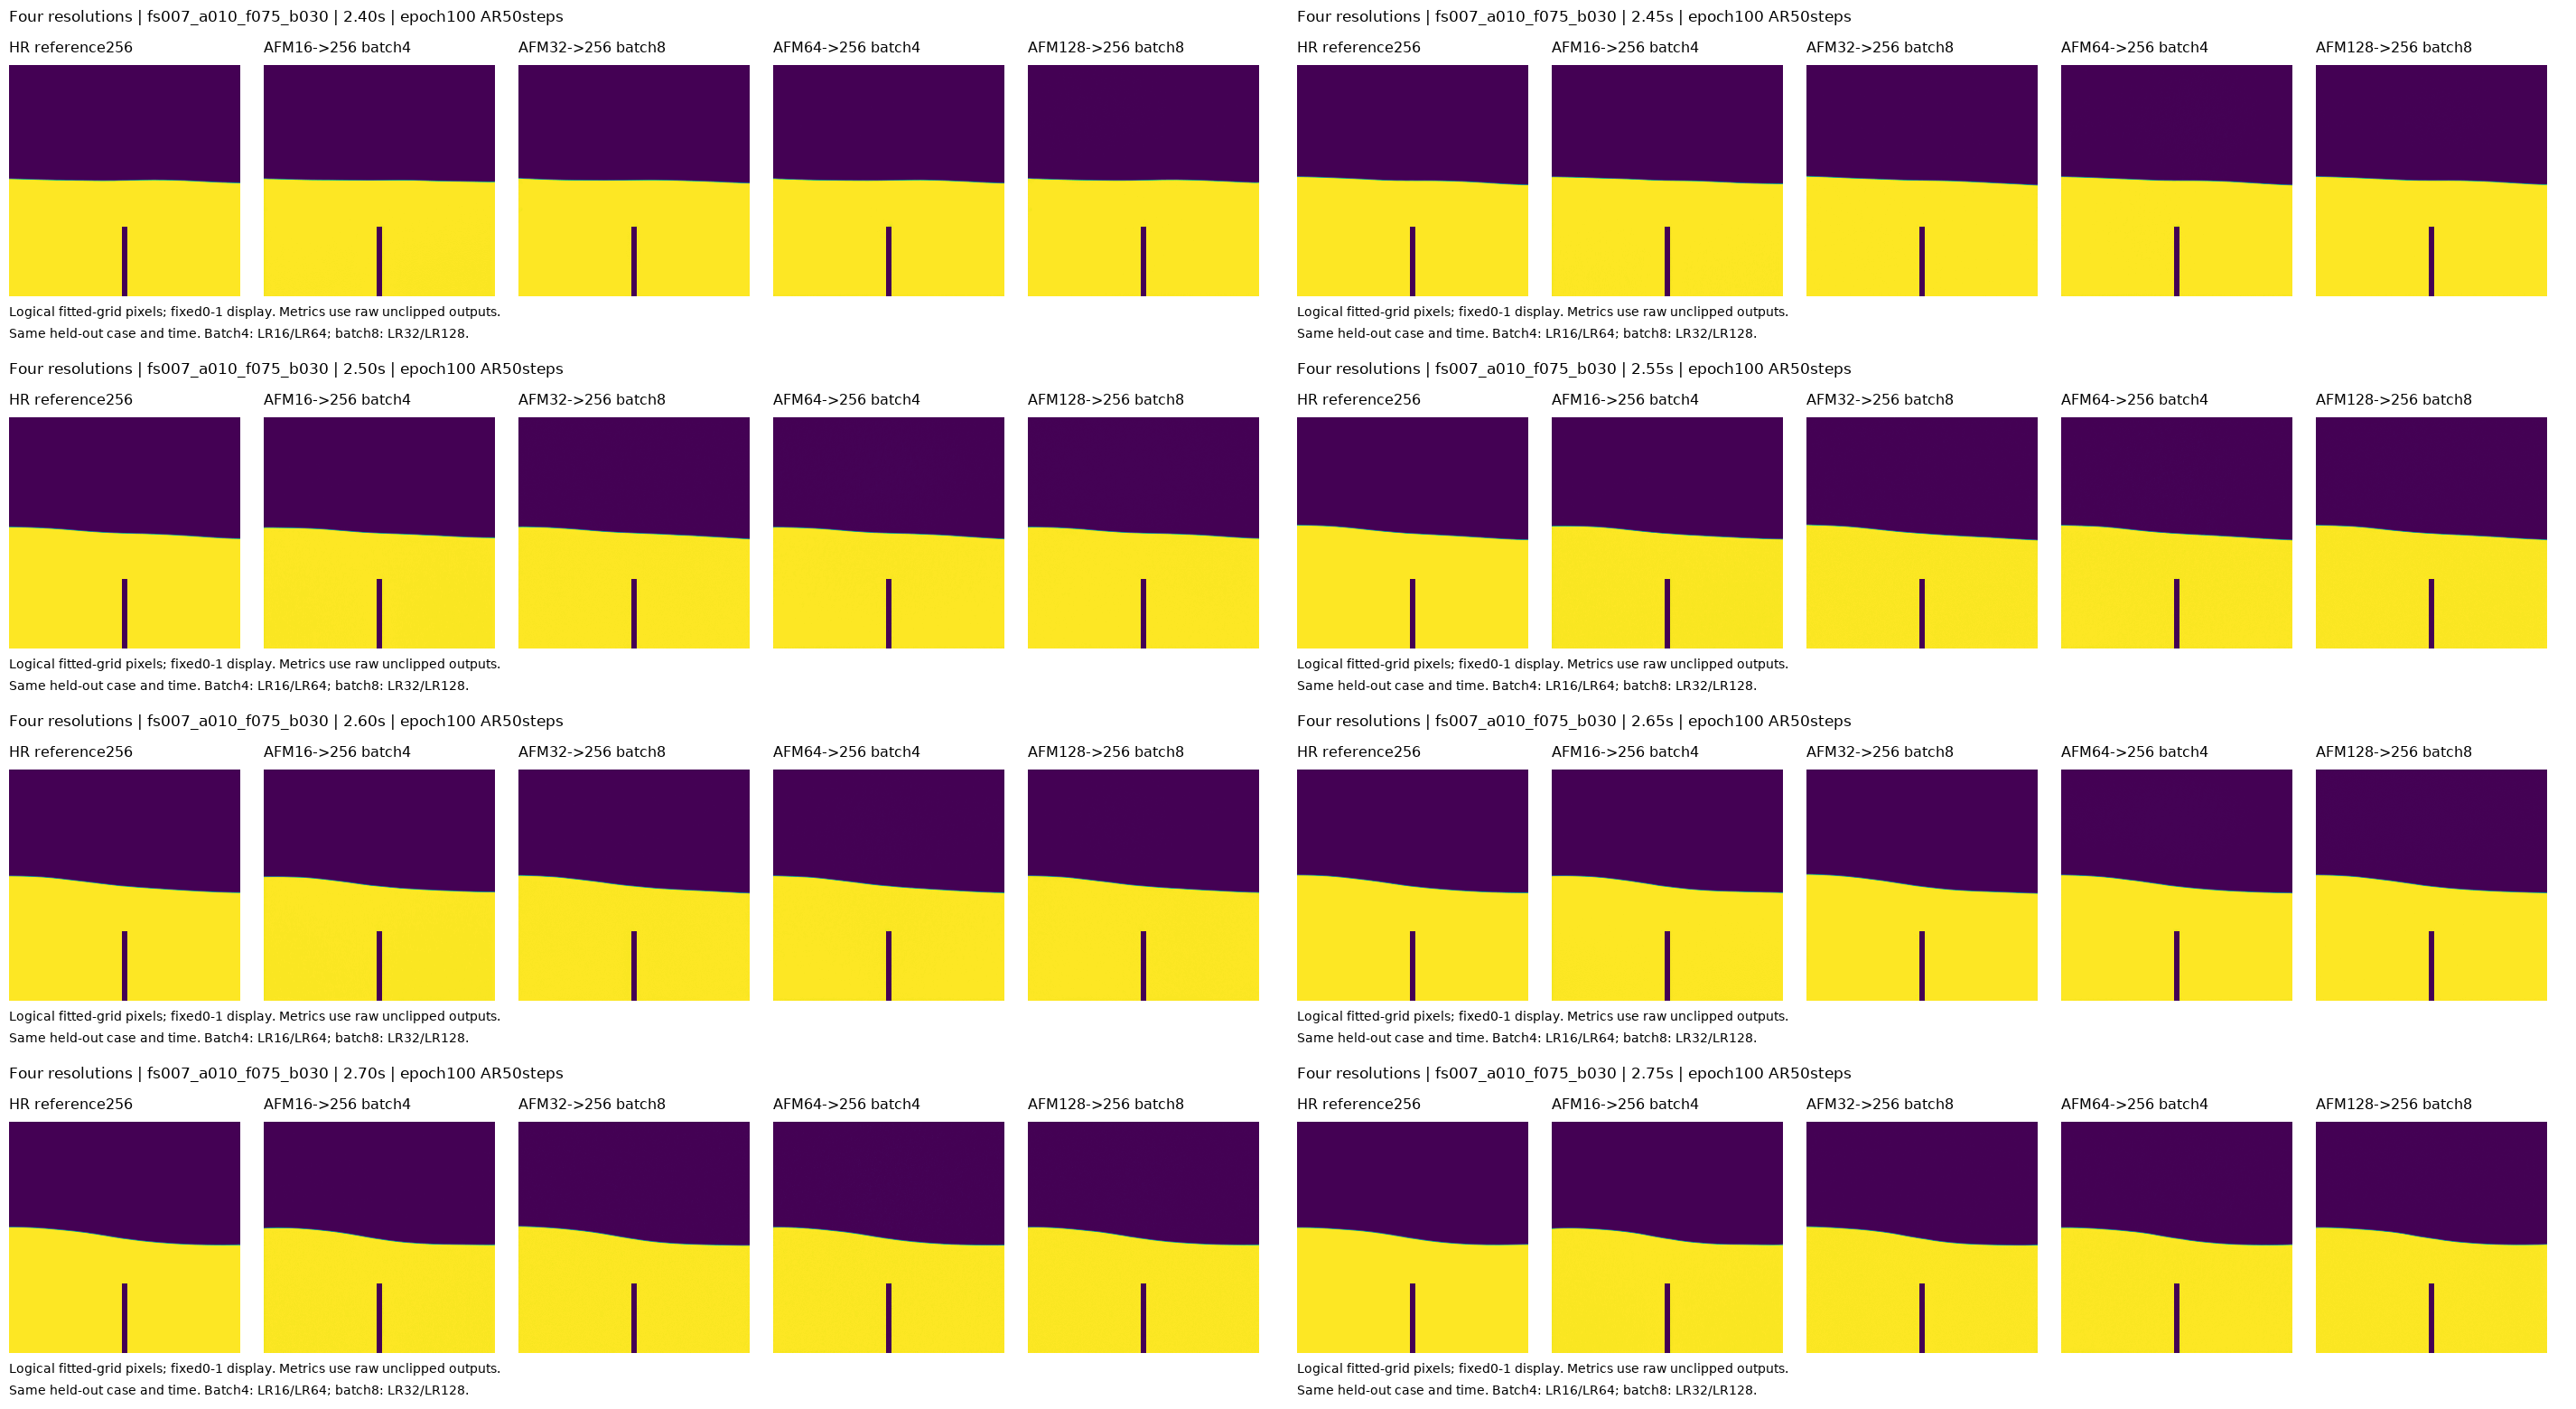 Four resolutions | fs007_a010_f075_b030 | 2.40s | epoch100 AR50steps
HR reference256 AFM16->256 batch4 AFM32->256 batch8 AFM64->256 batch4 AFM128->256 batch8
Logical fitted-grid pixels; fixed0-1 display. Metrics use raw unclipped outputs.
Same held-out case and time. Batch4: LR16/LR64; batch8: LR32/LR128.
Four resolutions | fs007_a010_f075_b030 | 2.45s | epoch100 AR50steps
HR reference256 AFM16->256 batch4 AFM32->256 batch8 AFM64->256 batch4 AFM128->256 batch8
Logical fitted-grid pixels; fixed0-1 display. Metrics use raw unclipped outputs.
Same held-out case and time. Batch4: LR16/LR64; batch8: LR32/LR128.
Four resolutions | fs007_a010_f075_b030 | 2.50s | epoch100 AR50steps
HR reference256 AFM16->256 batch4 AFM32->256 batch8 AFM64->256 batch4 AFM128->256 batch8
Logical fitted-grid pixels; fixed0-1 display. Metrics use raw unclipped outputs.
Same held-out case and time. Batch4: LR16/LR64; batch8: LR32/LR128.
Four resolutions | fs007_a010_f075_b030 | 2.55s | epoch100 AR50steps
HR reference256 AFM16->256 batch4 AFM32->256 batch8 AFM64->256 batch4 AFM128->256 batch8
Logical fitted-grid pixels; fixed0-1 display. Metrics use raw unclipped outputs.
Same held-out case and time. Batch4: LR16/LR64; batch8: LR32/LR128.
Four resolutions | fs007_a010_f075_b030 | 2.60s | epoch100 AR50steps
HR reference256 AFM16->256 batch4 AFM32->256 batch8 AFM64->256 batch4 AFM128->256 batch8
Logical fitted-grid pixels; fixed0-1 display. Metrics use raw unclipped outputs.
Same held-out case and time. Batch4: LR16/LR64; batch8: LR32/LR128.
Four resolutions | fs007_a010_f075_b030 | 2.65s | epoch100 AR50steps
HR reference256 AFM16->256 batch4 AFM32->256 batch8 AFM64->256 batch4 AFM128->256 batch8
Logical fitted-grid pixels; fixed0-1 display. Metrics use raw unclipped outputs.
Same held-out case and time. Batch4: LR16/LR64; batch8: LR32/LR128.
Four resolutions | fs007_a010_f075_b030 | 2.70s | epoch100 AR50steps
HR reference256 AFM16->256 batch4 AFM32->256 batch8 AFM64->256 batch4 AFM128->256 batch8
Logical fitted-grid pixels; fixed0-1 display. Metrics use raw unclipped outputs.
Same held-out case and time. Batch4: LR16/LR64; batch8: LR32/LR128.
Four resolutions | fs007_a010_f075_b030 | 2.75s | epoch100 AR50steps
HR reference256 AFM16->256 batch4 AFM32->256 batch8 AFM64->256 batch4 AFM128->256 batch8
Logical fitted-grid pixels; fixed0-1 display. Metrics use raw unclipped outputs.
Same held-out case and time. Batch4: LR16/LR64; batch8: LR32/LR128.